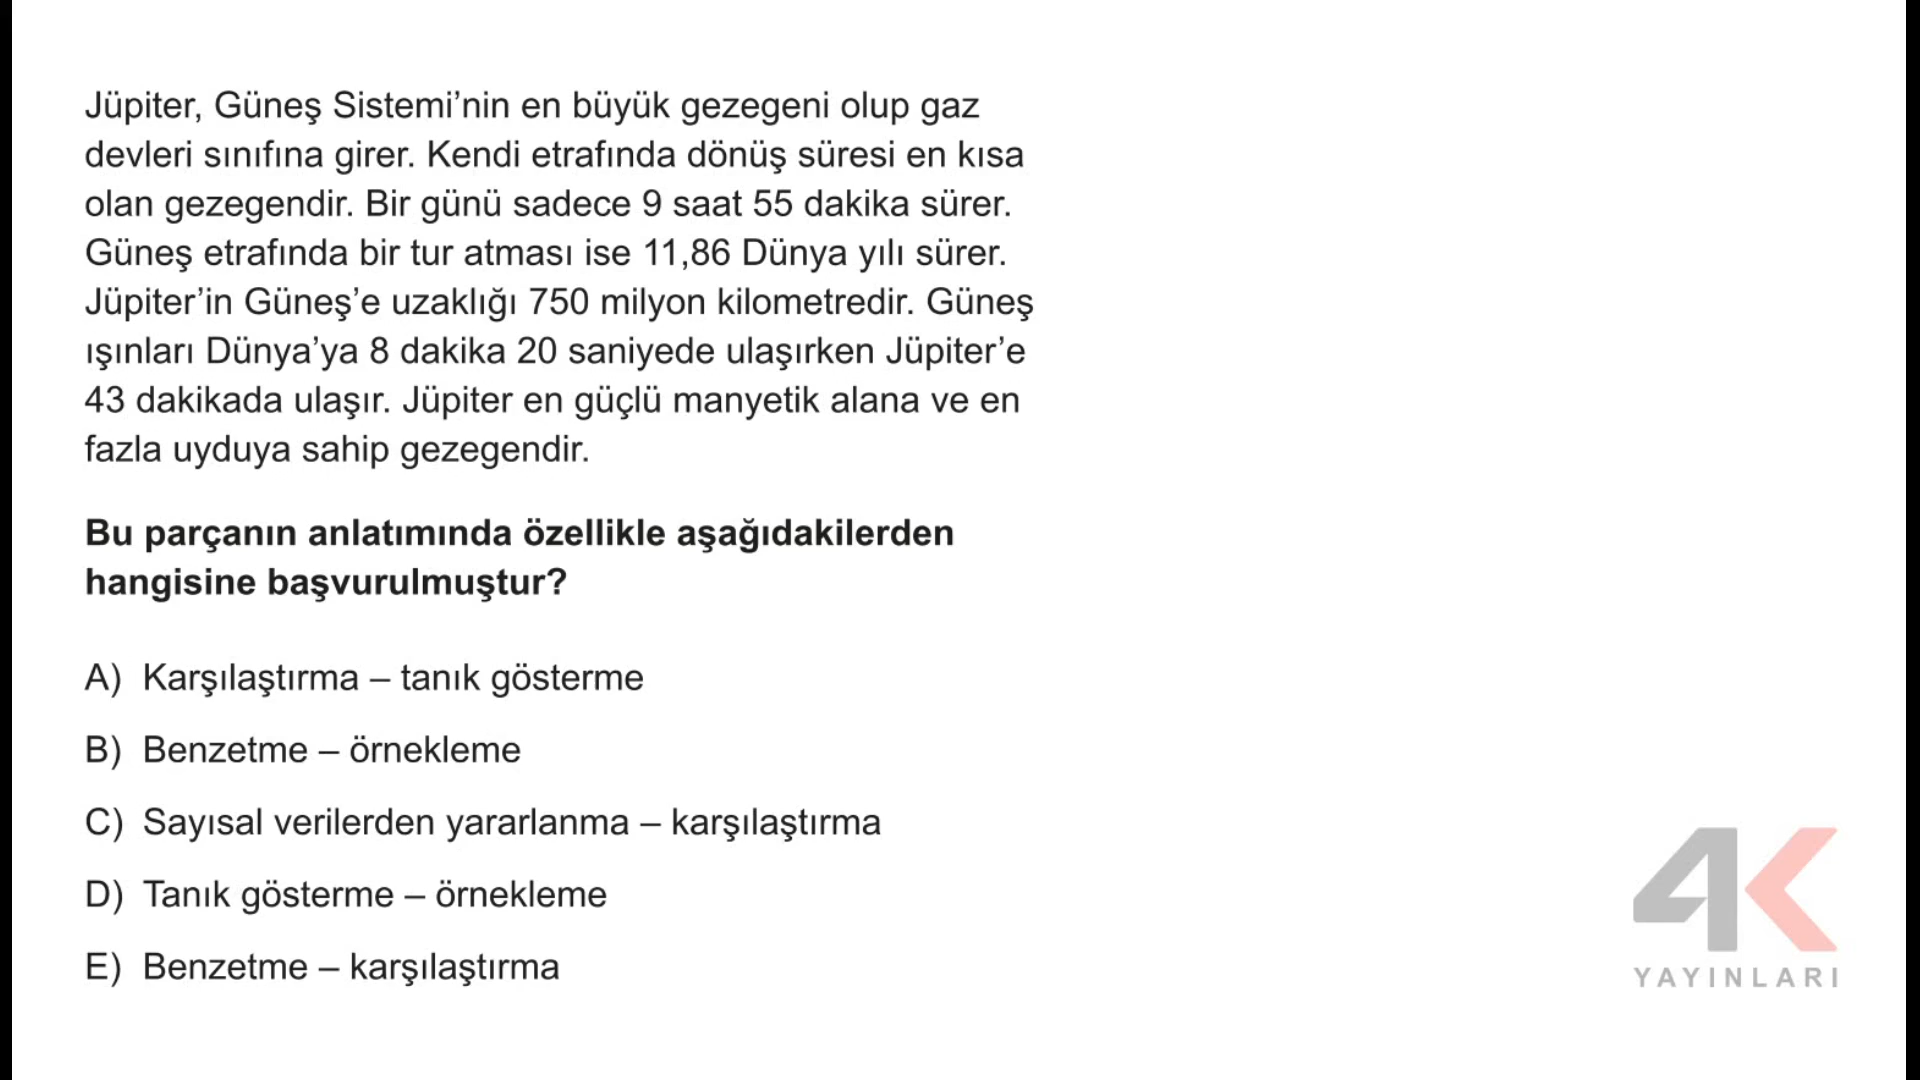 Jüpiter, Güneş Sistemi’nin en büyük gezegeni olup gaz
devleri sınıfına girer. Kendi etrafında dönüş süresi en kısa
olan gezegendir. Bir günü sadece 9 saat 55 dakika sürer.
Güneş etrafında bir tur atması ise 11,86 Dünya yılı sürer.
Jüpiter’in Güneş’e uzaklığı 750 milyon kilometredir. Güneş
ışınları Dünya’ya 8 dakika 20 saniyede ulaşırken Jüpiter’e
43 dakikada ulaşır. Jüpiter en güçlü manyetik alana ve en
fazla uyduya sahip gezegendir.
Bu parçanın anlatımında özellikle aşağıdakilerden
hangisine başvurulmuştur?
A) Karşılaştırma – tanık gösterme
B) Benzetme – örnekleme
C) Sayısal verilerden yararlanma – karşılaştırma
D) Tanık gösterme – örnekleme
E) Benzetme – karşılaştırma
4K
YAYINLARI